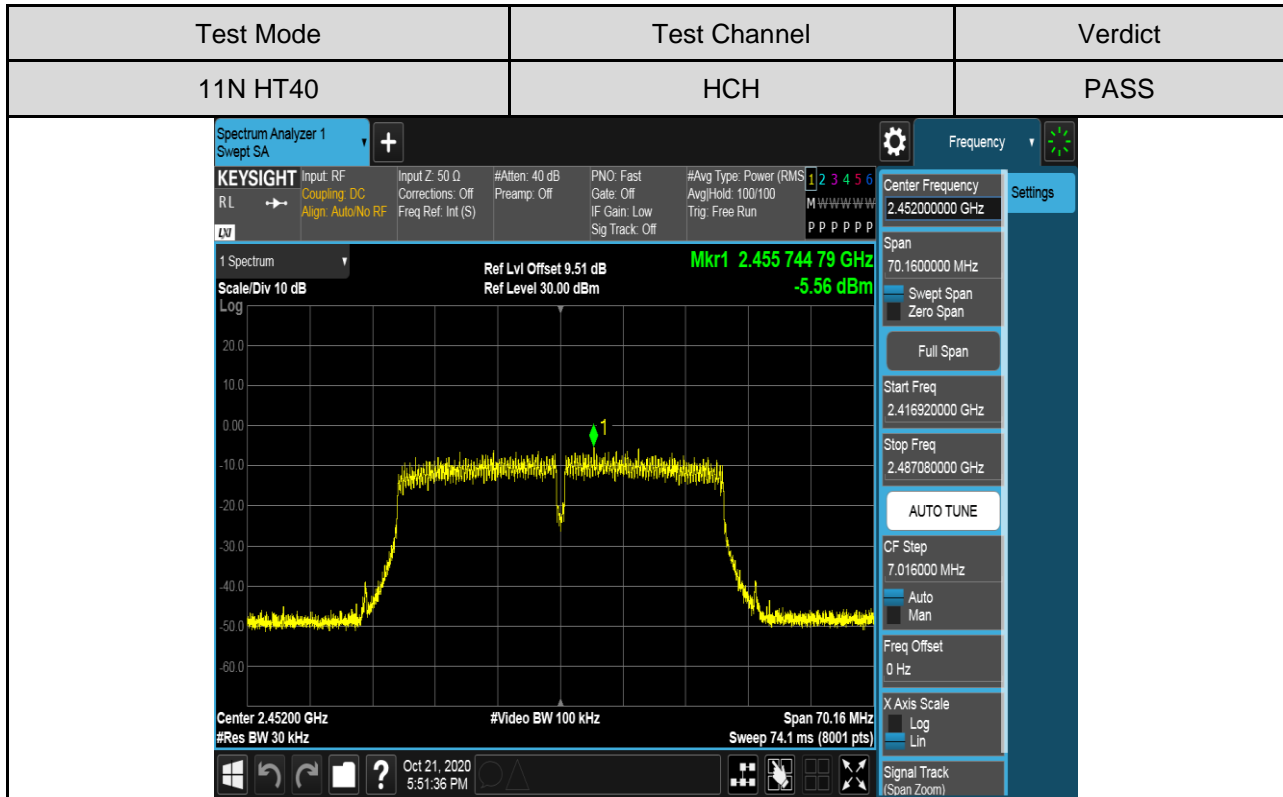 Test Mode Test Channel Verdict
11N HT40 HCH PASS
Spectrum Analyzer 1
Swept SA
+
Frequency
KEYSIGHT
RL
LXI
Input: RF
Coupling: DC
Align: Auto/No RF
Input Z: 50 Ω
Corrections: Off
Freq Ref: Int (S)
#Atten: 40 dB
Preamp: Off
PNO: Fast
Gate: Off
IF Gain: Low
Sig Track: Off
#Avg Type: Power (RMS
Avg|Hold: 100/100
Trig: Free Run
1 2 3 4 5 6
M W W W W W
P P P P P P
1 Spectrum
Scale/Div 10 dB
Ref Lvl Offset 9.51 dB
Ref Level 30.00 dBm
Mkr1 2.455 744 79 GHz
-5.56 dBm
Log
20.0
10.0
0.00
-10.0
-20.0
-30.0
-40.0
-50.0
-60.0
1
Center 2.45200 GHz
#Res BW 30 kHz
#Video BW 100 kHz
Span 70.16 MHz
Sweep 74.1 ms (8001 pts)
?
Oct 21, 2020
5:51:36 PM
Settings
Center Frequency
2.452000000 GHz
Span
70.1600000 MHz
Swept Span
Zero Span
Full Span
Start Freq
2.416920000 GHz
Stop Freq
2.487080000 GHz
AUTO TUNE
CF Step
7.016000 MHz
Auto
Man
Freq Offset
0 Hz
X Axis Scale
Log
Lin
Signal Track
(Span Zoom)